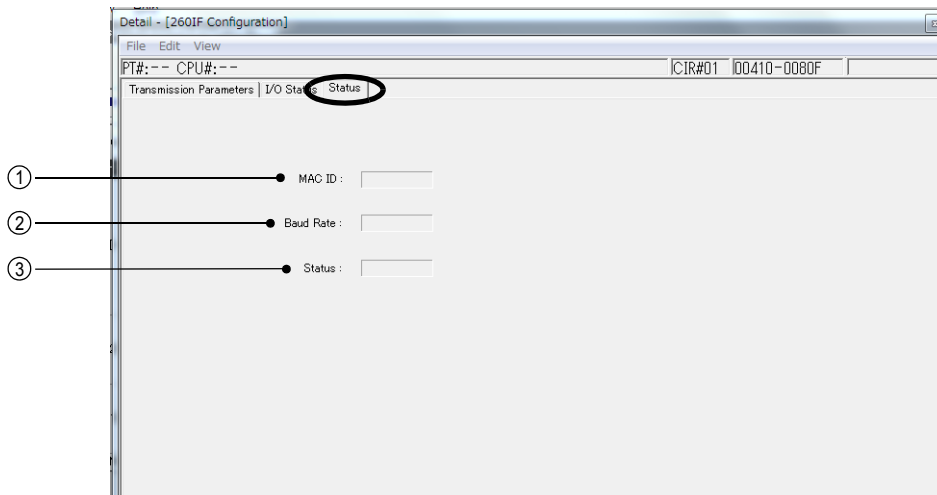 Detail - [260IF Configuration]
File Edit View
PT#:-- CPU#:-- CIR#01 00410-0080F
Transmission Parameters I/O Status Status
① MAC ID :
② Baud Rate :
③ Status :